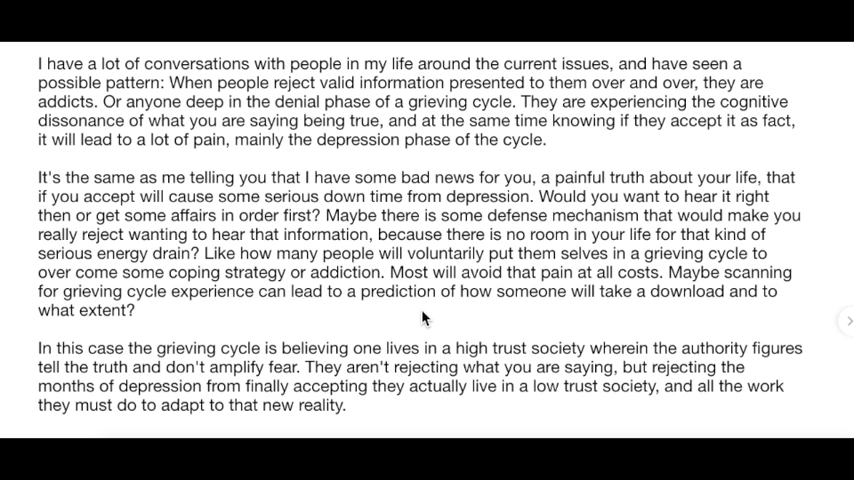 I have a lot of conversations with people in my life around the current issues, and have seen a
possible pattern: When people reject valid information presented to them over and over, they are
addicts. Or anyone deep in the denial phase of a grieving cycle. They are experiencing the cognitive
dissonance of what you are saying being true, and at the same time knowing if they accept it as fact,
it will lead to a lot of pain, mainly the depression phase of the cycle.
It's the same as me telling you that I have some bad news for you, a painful truth about your life, that
if you accept will cause some serious down time from depression. Would you want to hear it right
then or get some affairs in order first? Maybe there is some defense mechanism that would make you
really reject wanting to hear that information, because there is no room in your life for that kind of
serious energy drain? Like how many people will voluntarily put them selves in a grieving cycle to
over come some coping strategy or addiction. Most will avoid that pain at all costs. Maybe scanning
for grieving cycle experience can lead to a prediction of how someone will take a download and to
what extent?
In this case the grieving cycle is believing one lives in a high trust society wherein the authority figures
tell the truth and don't amplify fear. They aren't rejecting what you are saying, but rejecting the
months of depression from finally accepting they actually live in a low trust society, and all the work
they must do to adapt to that new reality.